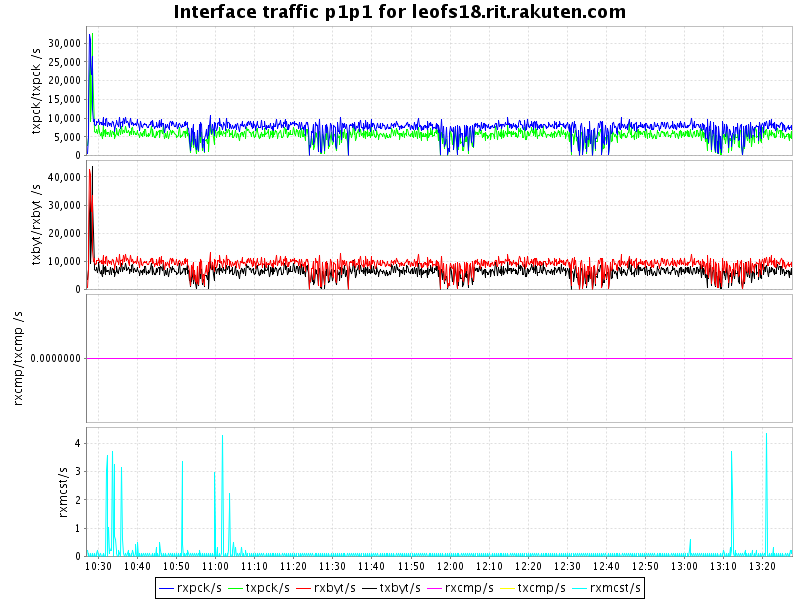 Interface traffic p1p1 for leofs18.rit.rakuten.com
txpck/txpck /s
30,000
25,000
20,000
15,000
10,000
5,000
0
txbyt/rxbyt /s
40,000
30,000
20,000
10,000
0
rxcmp/txcmp /s
0.0000000
rxmcst/s
4
3
2
1
0
10:30 10:40 10:50 11:00 11:10 11:20 11:30 11:40 11:50 12:00 12:10 12:20 12:30 12:40 12:50 13:00 13:10 13:20
rxpck/s txpck/s rxbyt/s txbyt/s rxcmp/s txcmp/s rxmcst/s